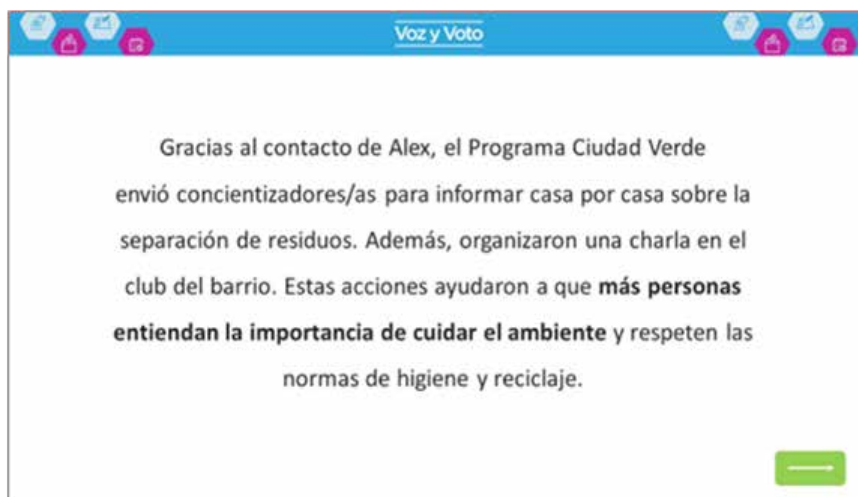 Voz y Voto
Gracias al contacto de Alex, el Programa Ciudad Verde
envió concientizadores/as para informar casa por casa sobre la
separación de residuos. Además, organizaron una charla en el
club del barrio. Estas acciones ayudaron a que más personas
entiendan la importancia de cuidar el ambiente y respeten las
normas de higiene y reciclaje.